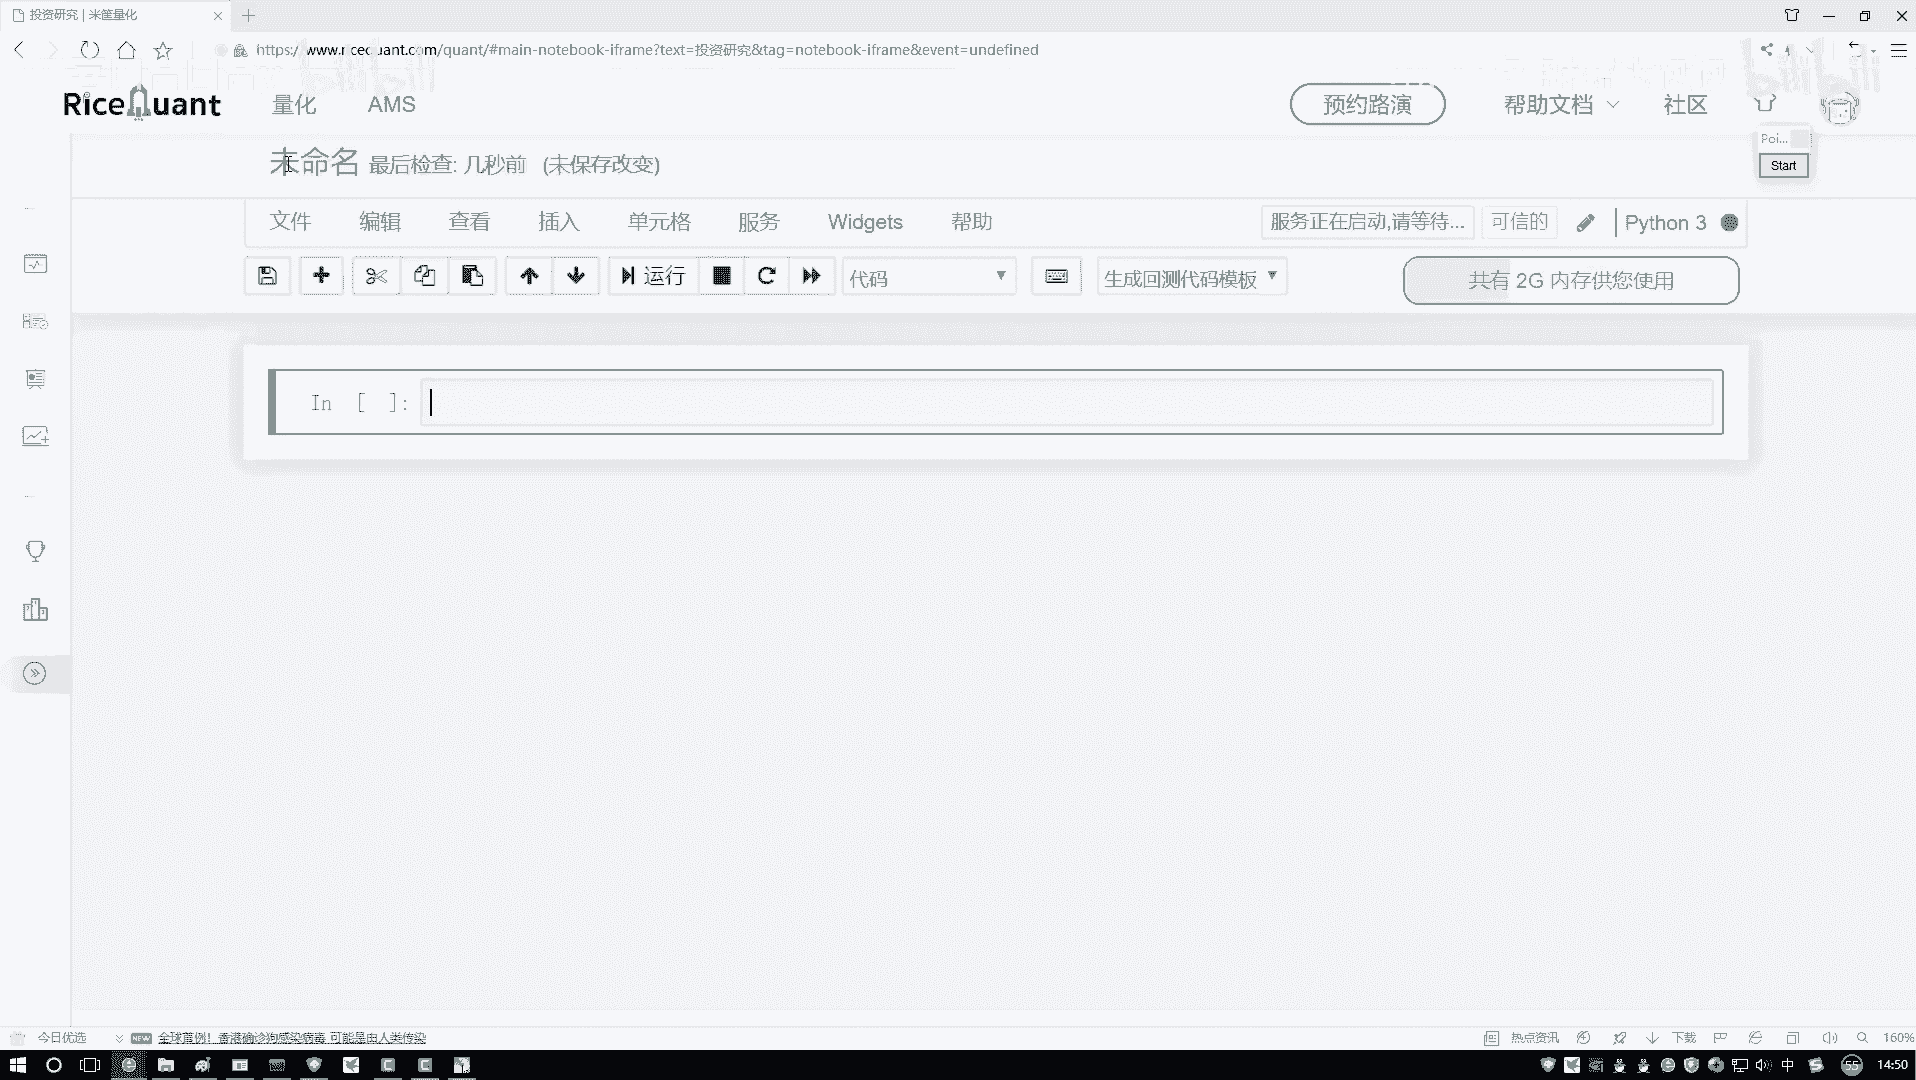 投资研究 | 米筐量化
www.ricequant.com/quant/#main-notebook-iframe?text=投资研究&tag=notebook-iframe&event=undefined
RiceQuant 量化 AMS 预约路演 帮助文档 社区
Poi...
Start
未命名 最后检查: 几秒前 (未保存改变)
文件 编辑 查看 插入 单元格 服务 Widgets 帮助 服务正在启动,请等待... 可信的 Python 3
运行 代码 生成回测代码模板 共有 2G 内存供您使用
In [ ]:
今日优选 NEW 全球首例！香港确诊狗感染病毒 可能是由人类传染 热点资讯 下载 160%
中 55 14:50